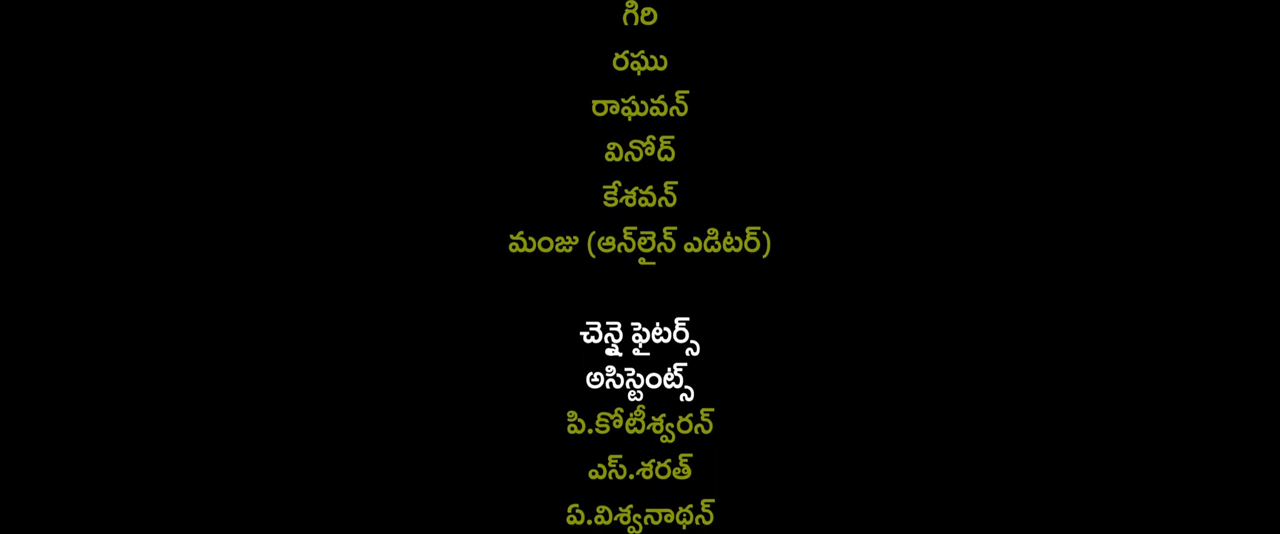 గిరి
రఘు
రాఘవన్
వినోద్
కేశవన్
మంజు (ఆన్‌లైన్ ఎడిటర్)
చెన్నై ఫైటర్స్
అసిస్టెంట్స్
పి.కోటీశ్వరన్
ఎస్.శరత్
ఏ.విశ్వనాథన్